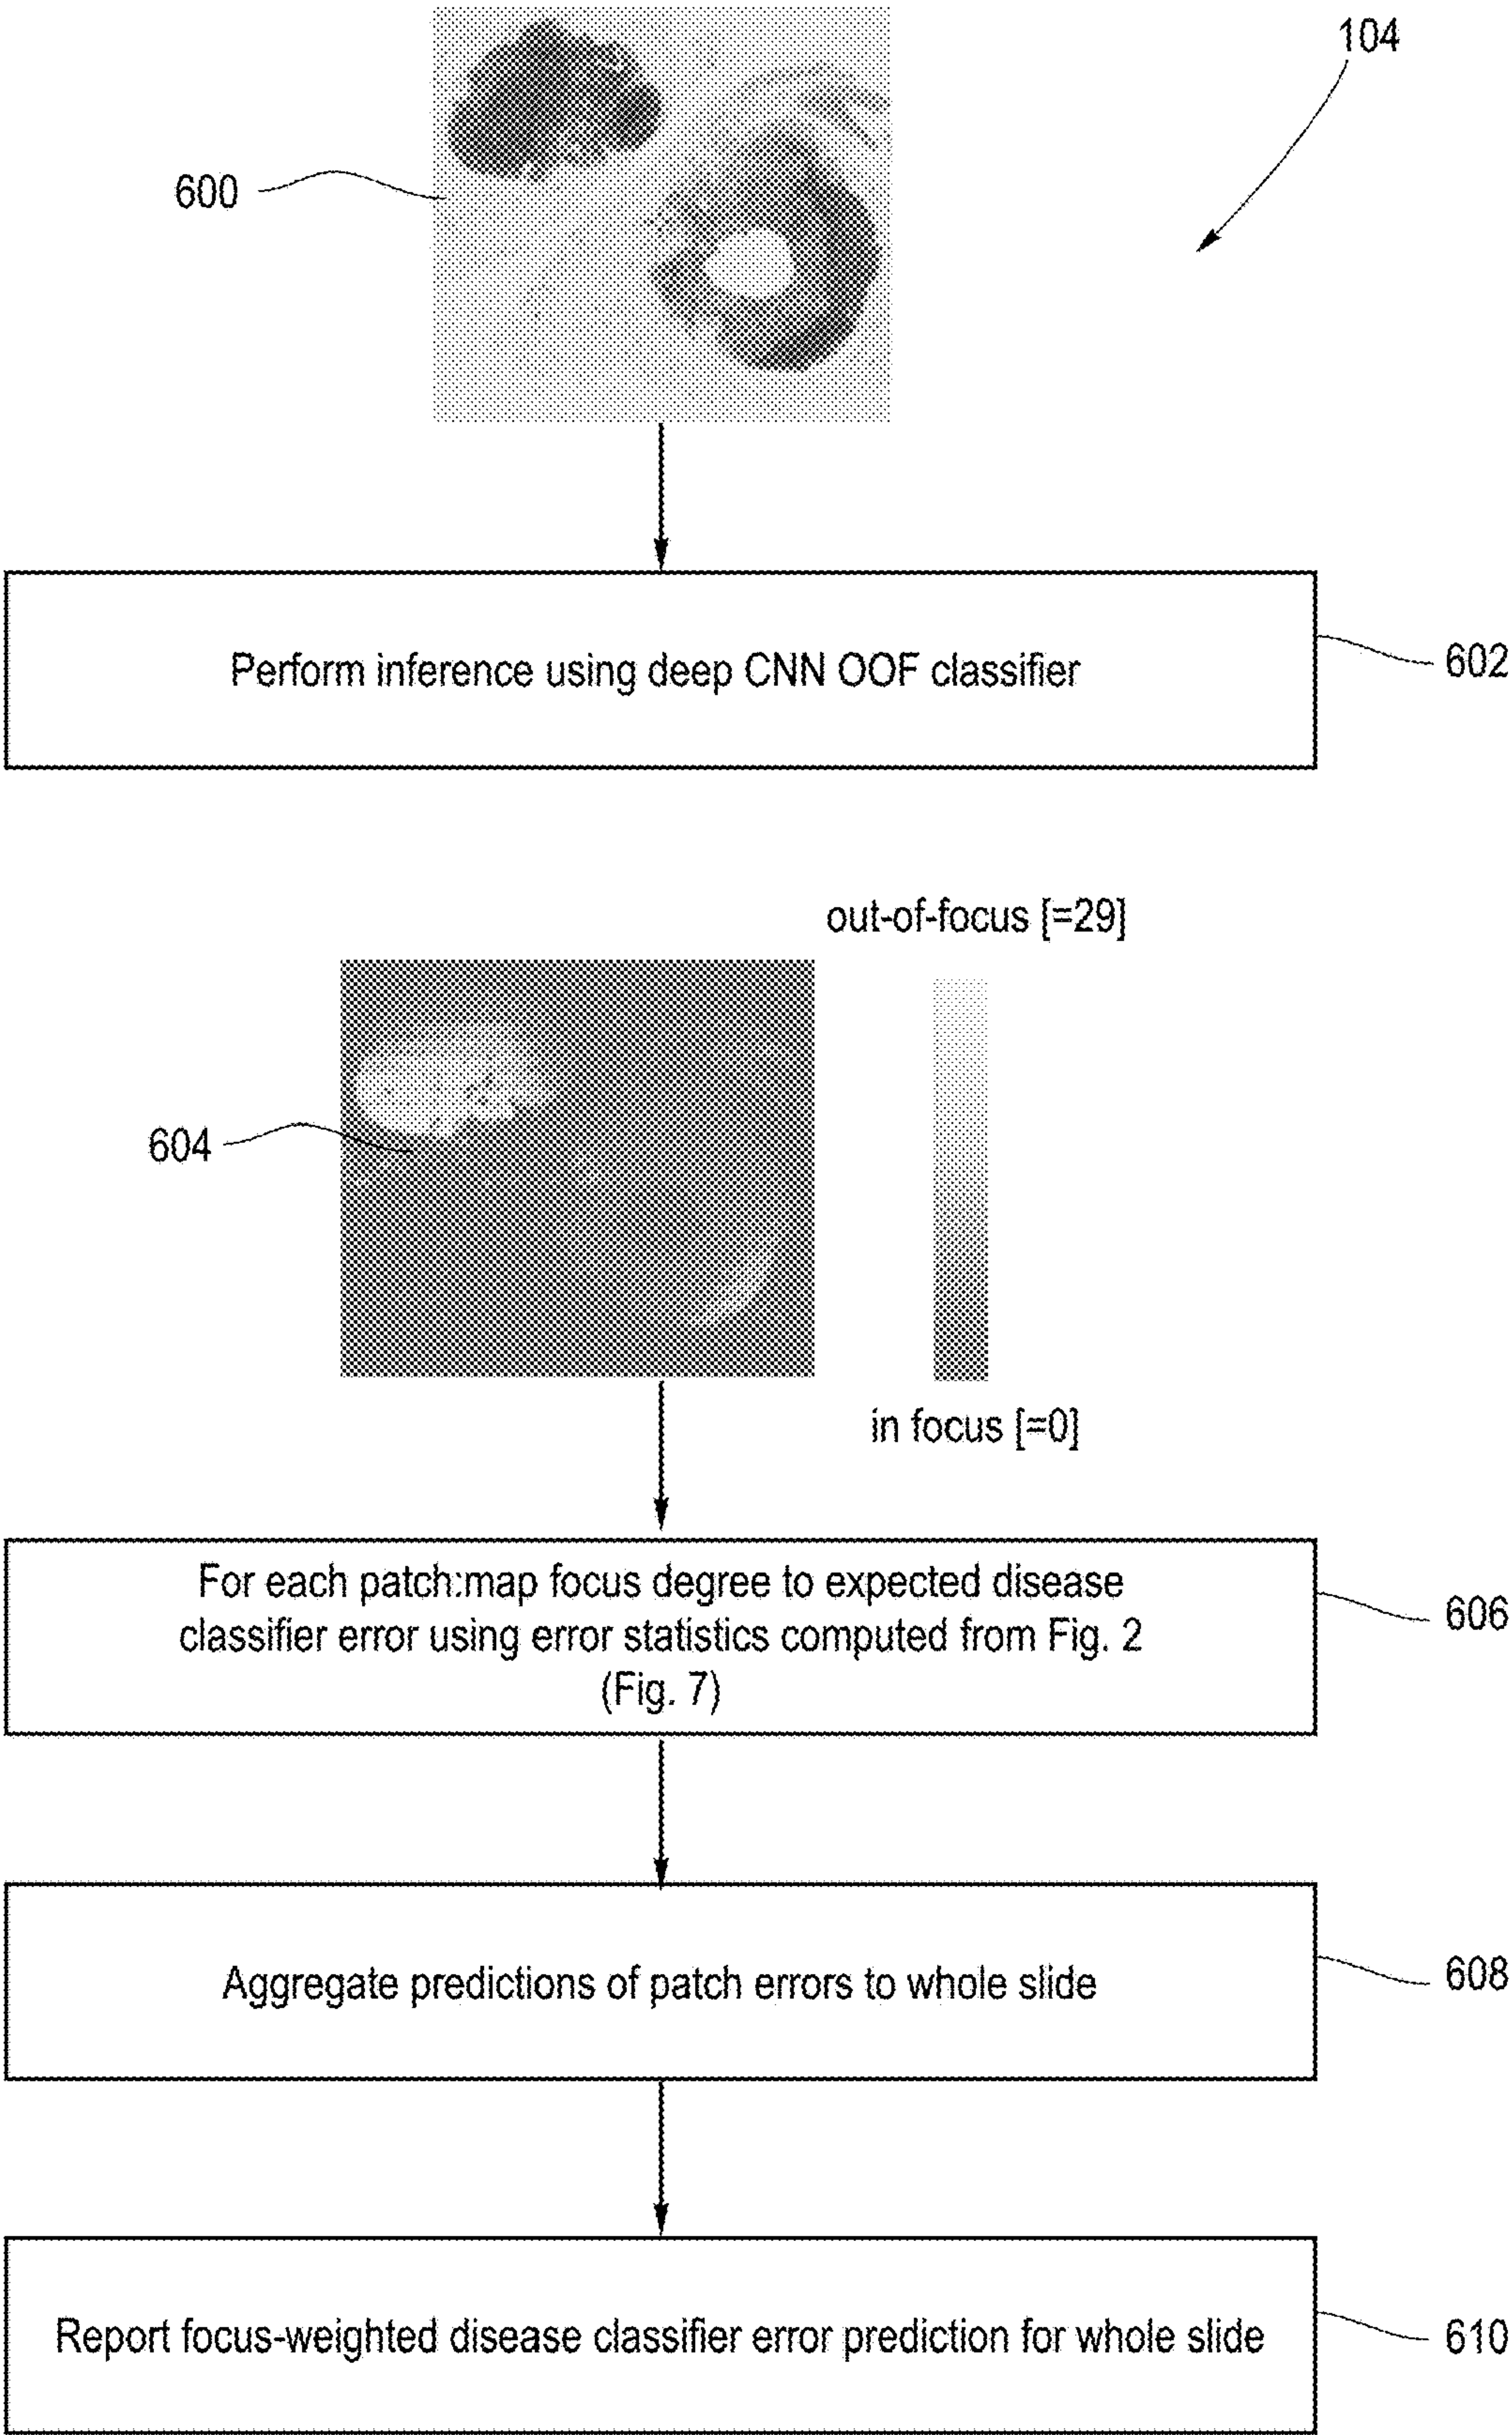 104
600
Perform inference using deep CNN OOF classifier
602
out-of-focus [=29]
604
in focus [=0]
For each patch:map focus degree to expected disease
classifier error using error statistics computed from Fig. 2
(Fig. 7)
606
Aggregate predictions of patch errors to whole slide
608
Report focus-weighted disease classifier error prediction for whole slide
610